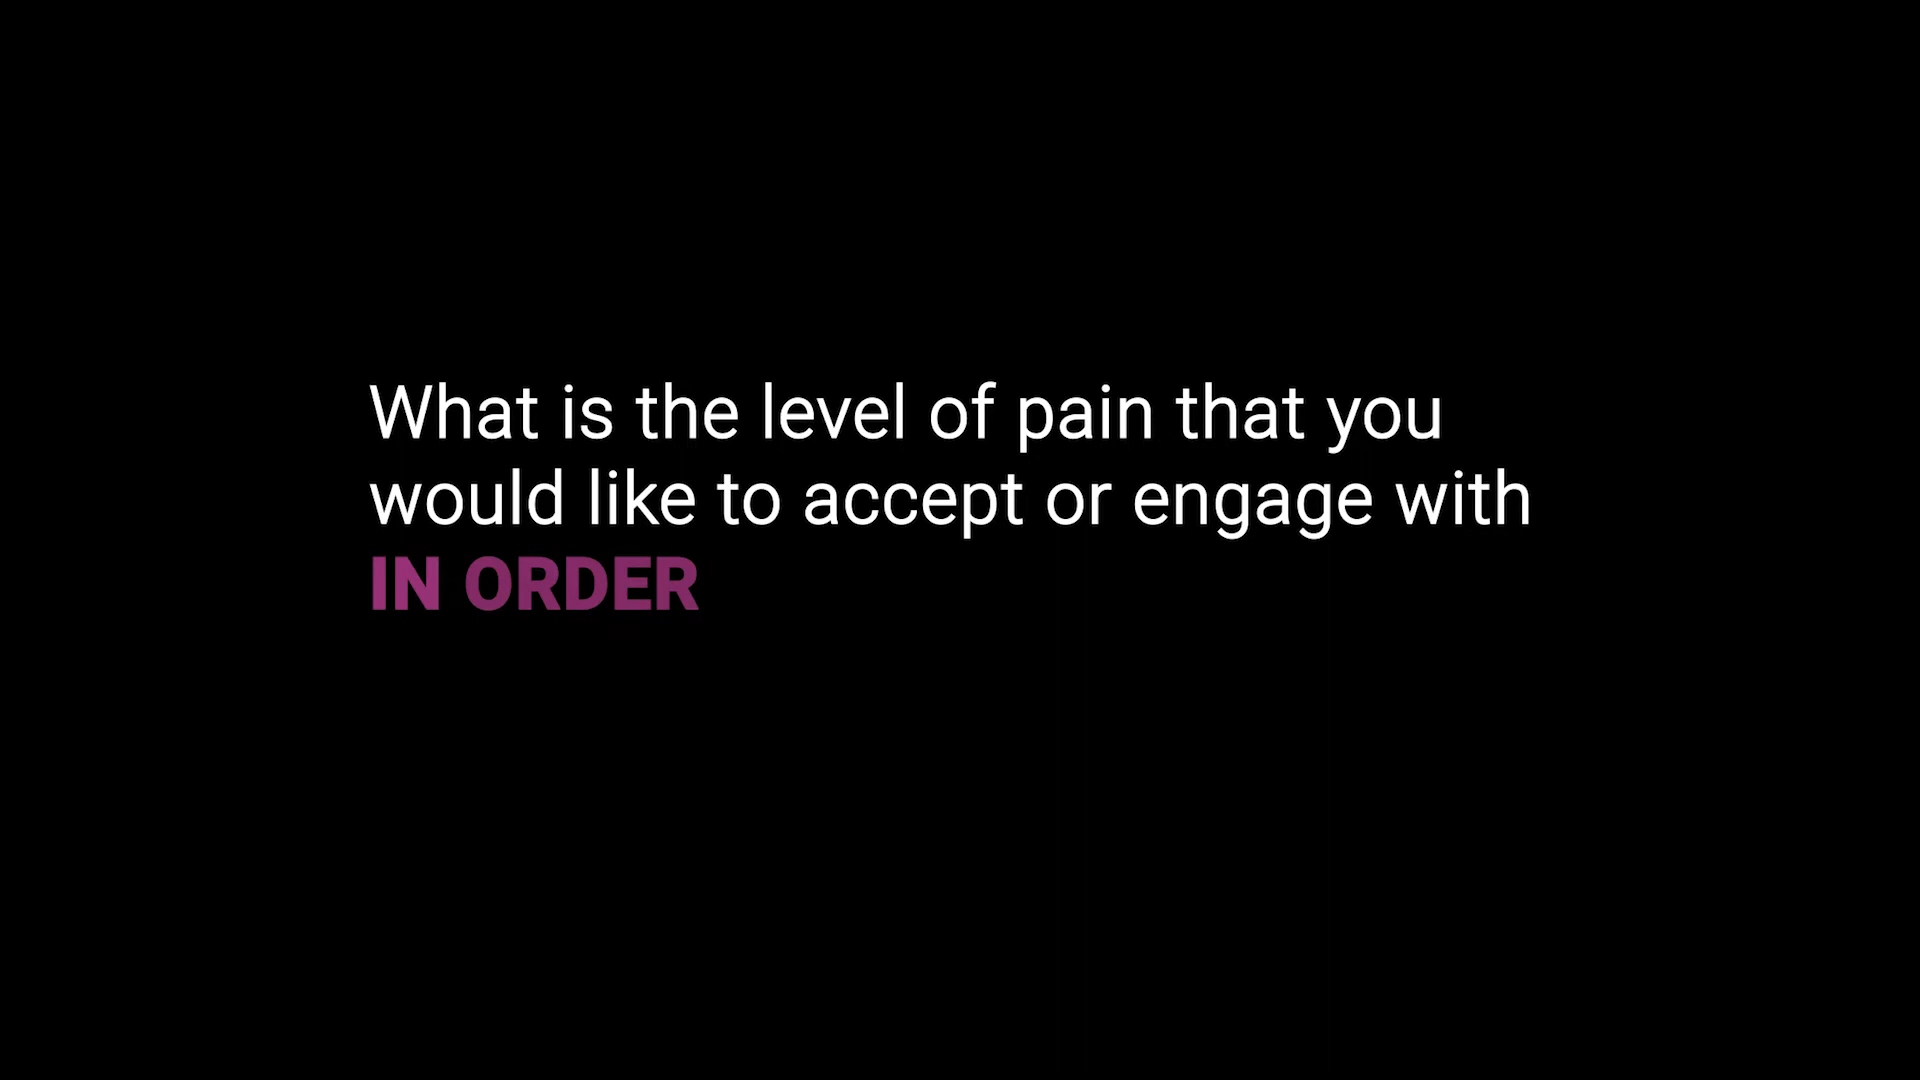 What is the level of pain that you
would like to accept or engage with
IN ORDER